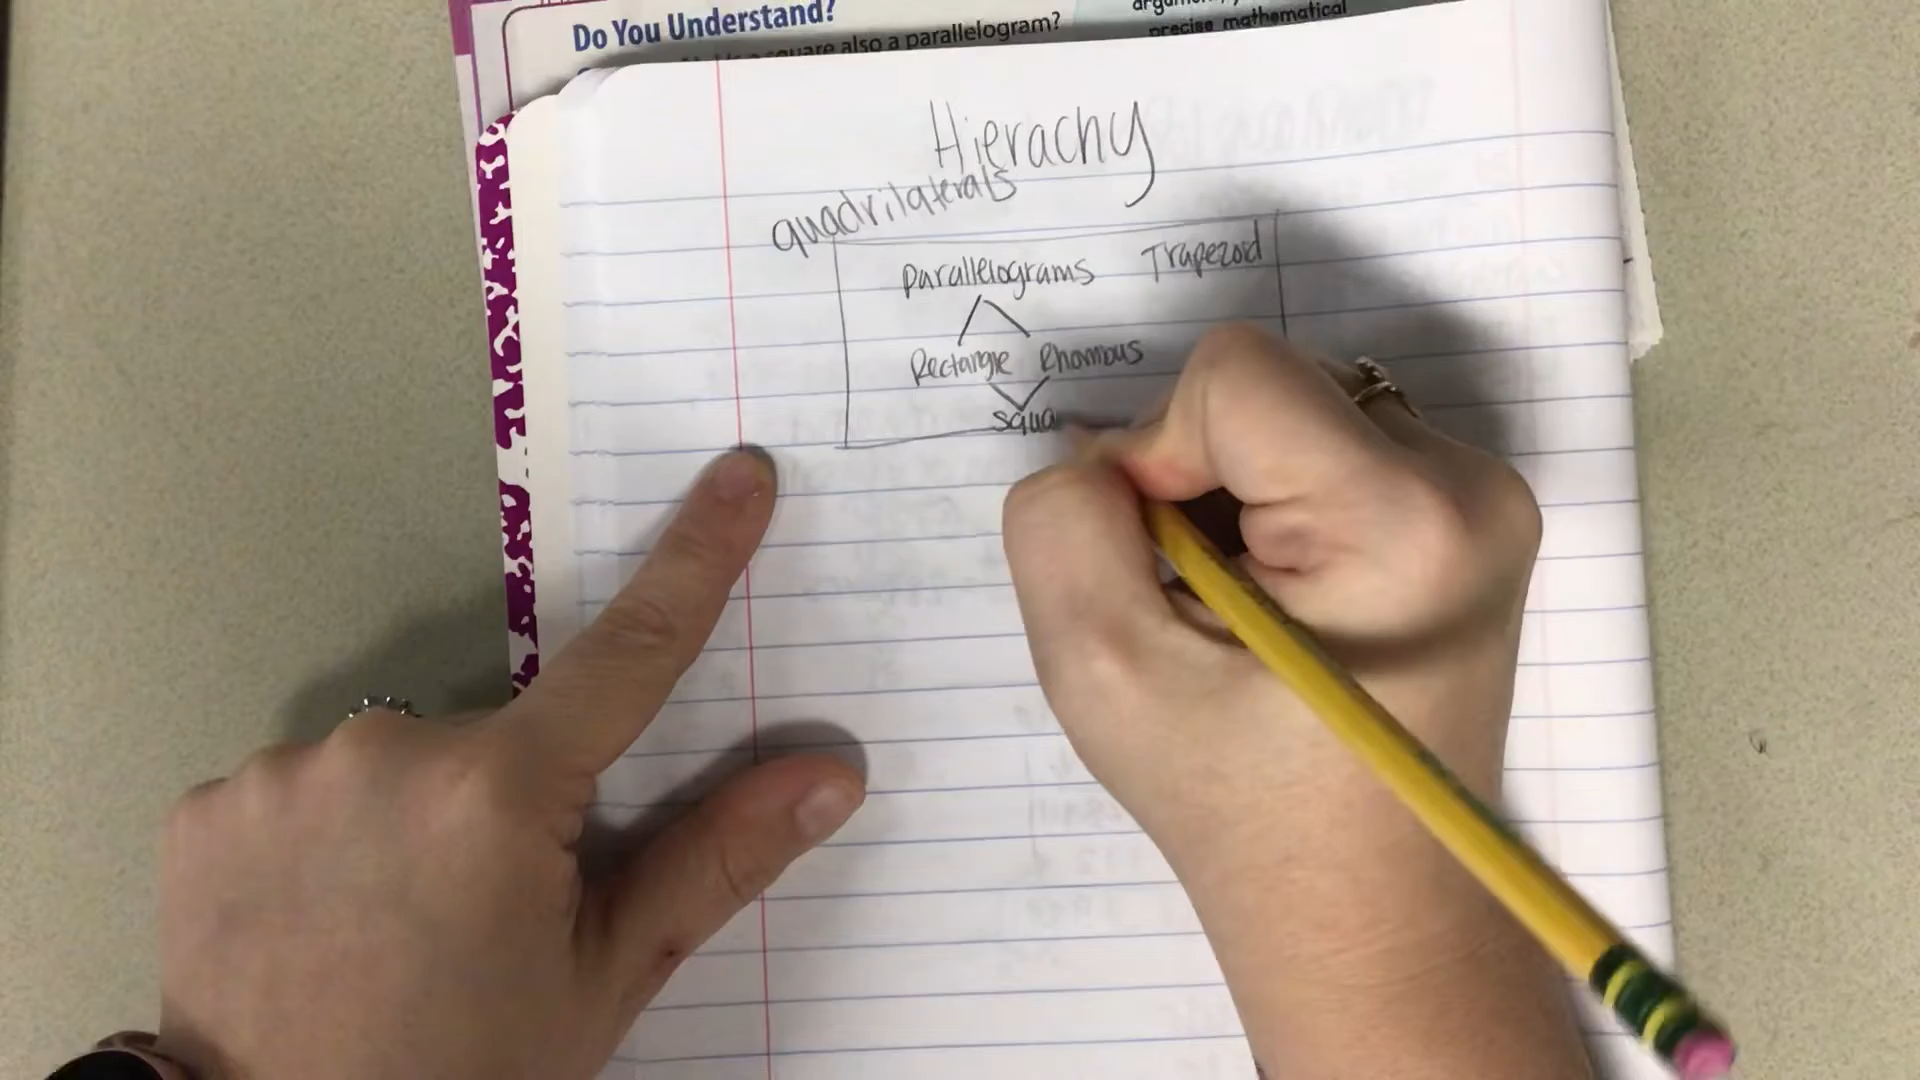 Do You Understand?
square also a parallelogram?
precise mathematical
Hierachy
quadrilaterals
parallelograms Trapezoid
Rectangle Rhombus
squa